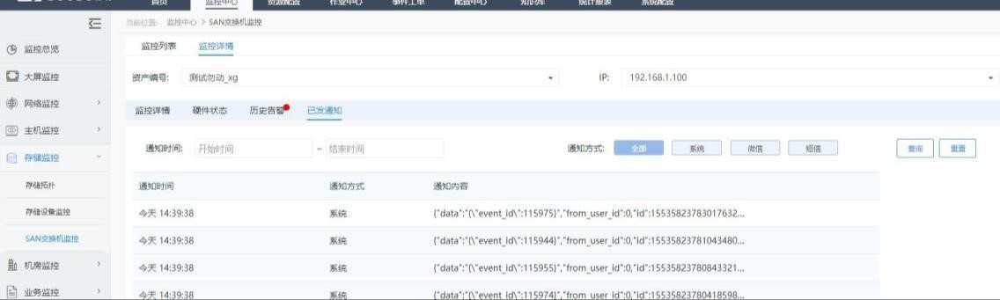 首页 监控中心 资源配置 作业中心 事件工单 配置中心 知识库 统计报表 系统配置
当前位置: 监控中心 > SAN交换机监控
监控总览
大屏监控
网络监控
主机监控
存储监控
存储拓扑
存储设备监控
SAN交换机监控
机房监控
业务监控
监控列表 监控详情
资产编号: 测试勿动_xg IP: 192.168.1.100
监控详情 硬件状态 历史告警 已发通知
通知时间: 开始时间 ~ 结束时间 通知方式: 全部 系统 微信 短信 查询 重置
通知时间 通知方式 通知内容
今天 14:39:38 系统 {"data":"{\"event_id\":115975}","from_user_id":0,"id":15535823783017632...
今天 14:39:38 系统 {"data":"{\"event_id\":115944}","from_user_id":0,"id":15535823781043480...
今天 14:39:38 系统 {"data":"{\"event_id\":115955}","from_user_id":0,"id":15535823780843321...
今天 14:39:38 系统 {"data":"{\"event_id\":115974}","from_user_id":0,"id":15535823780418598...